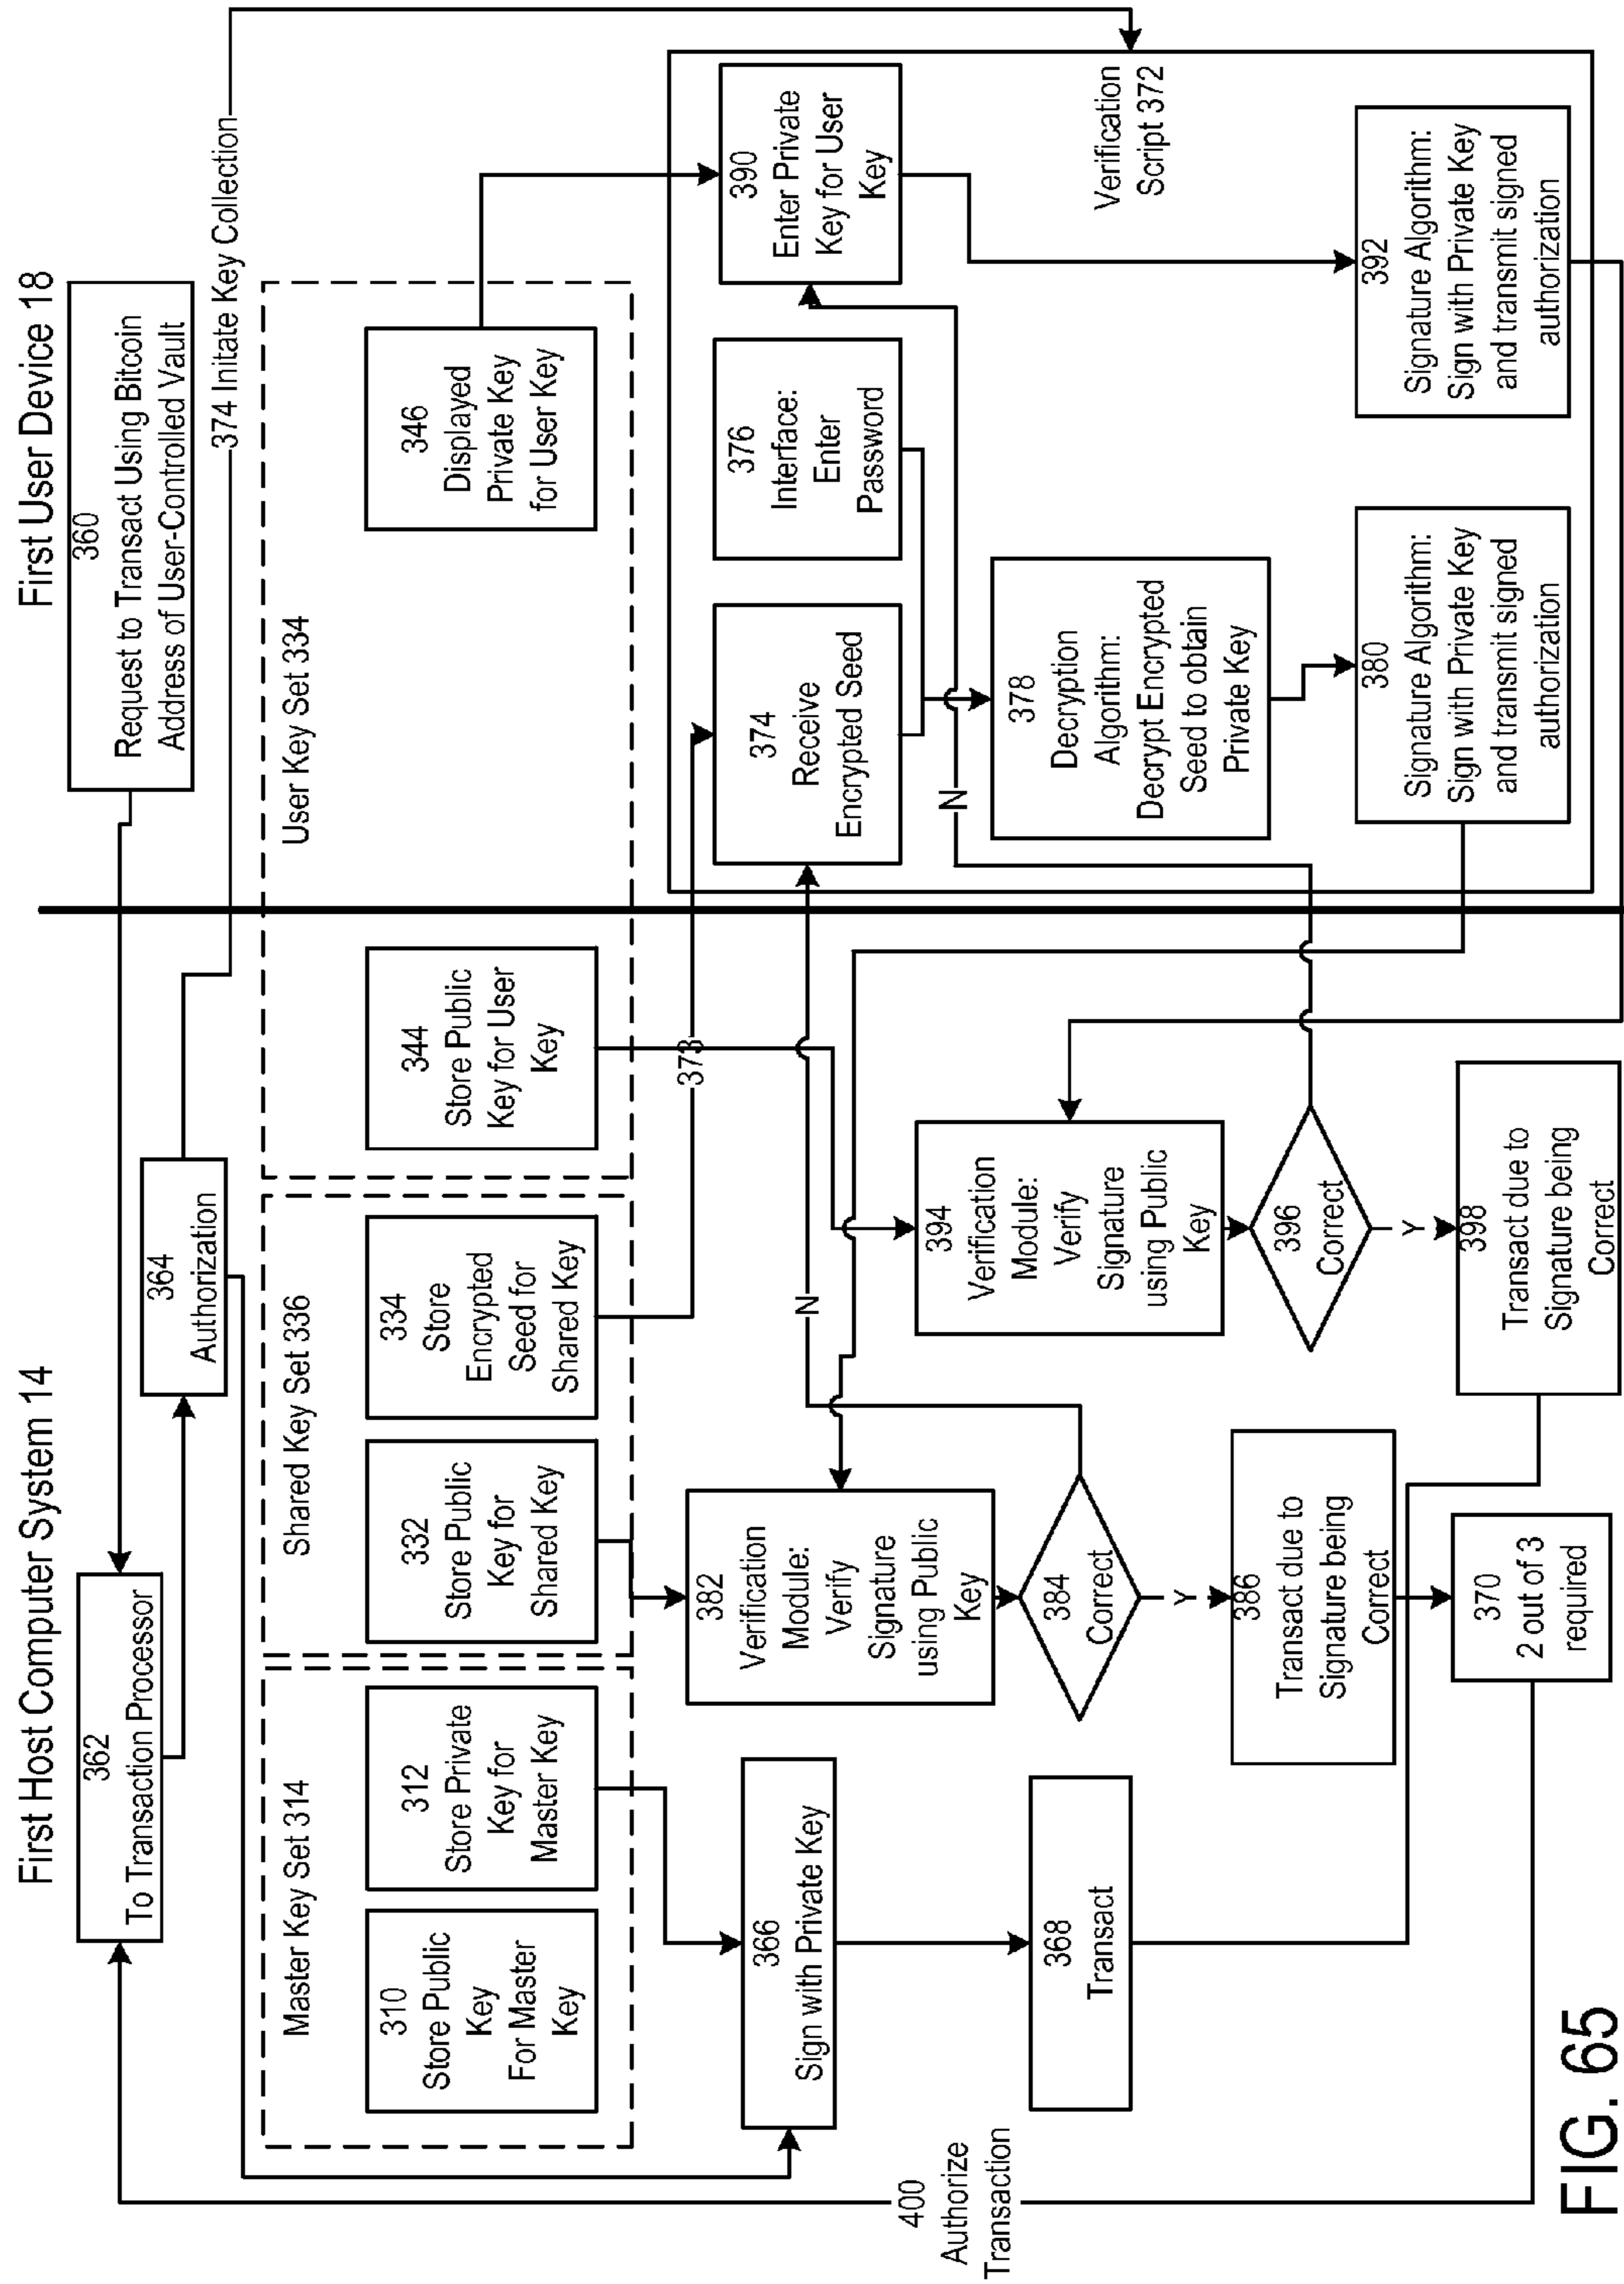 First Host Computer System 14
First User Device 18
362
To Transaction Processor
360
Request to Transact Using Bitcoin
Address of User-Controlled Vault
364
Authorization
374 Initate Key Collection
Master Key Set 314
Shared Key Set 336
User Key Set 334
310
Store Public
Key
For Master
Key
312
Store Private
Key for
Master Key
332
Store Public
Key for
Shared Key
334
Store
Encrypted
Seed for
Shared Key
344
Store Public
Key for User
Key
346
Displayed
Private Key
for User Key
373
366
Sign with Private Key
382
Verification
Module:
Verify
Signature
using Public
Key
374
Receive
Encrypted Seed
376
Interface:
Enter
Password
390
Enter Private
Key for User
Key
N
N
394
Verification
Module:
Verify
Signature
using Public
Key
378
Decryption
Algorithm:
Decrypt Encrypted
Seed to obtain
Private Key
Verification
Script 372
400
Authorize
Transaction
368
Transact
384
Correct
Y
396
Correct
Y
386
Transact due to
Signature being
Correct
398
Transact due to
Signature being
Correct
380
Signature Algorithm:
Sign with Private Key
and transmit signed
authorization
392
Signature Algorithm:
Sign with Private Key
and transmit signed
authorization
370
2 out of 3
required
FIG. 65